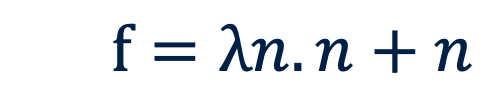 f = λn. n + n